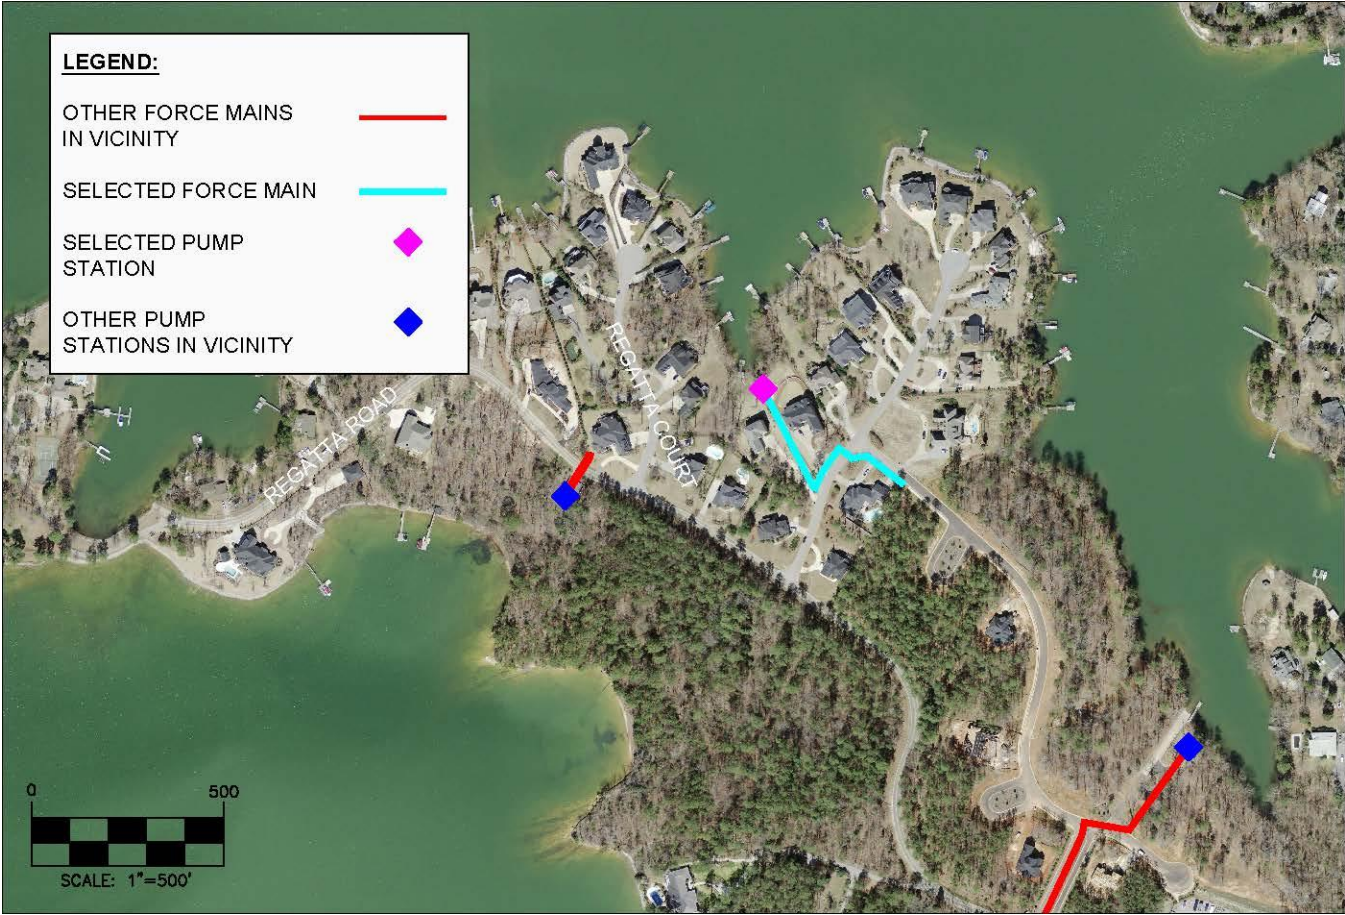 LEGEND:
OTHER FORCE MAINS
IN VICINITY
SELECTED FORCE MAIN
SELECTED PUMP
STATION
OTHER PUMP
STATIONS IN VICINITY
REGATTA ROAD
REGATTA COURT
0 500
SCALE: 1"=500'